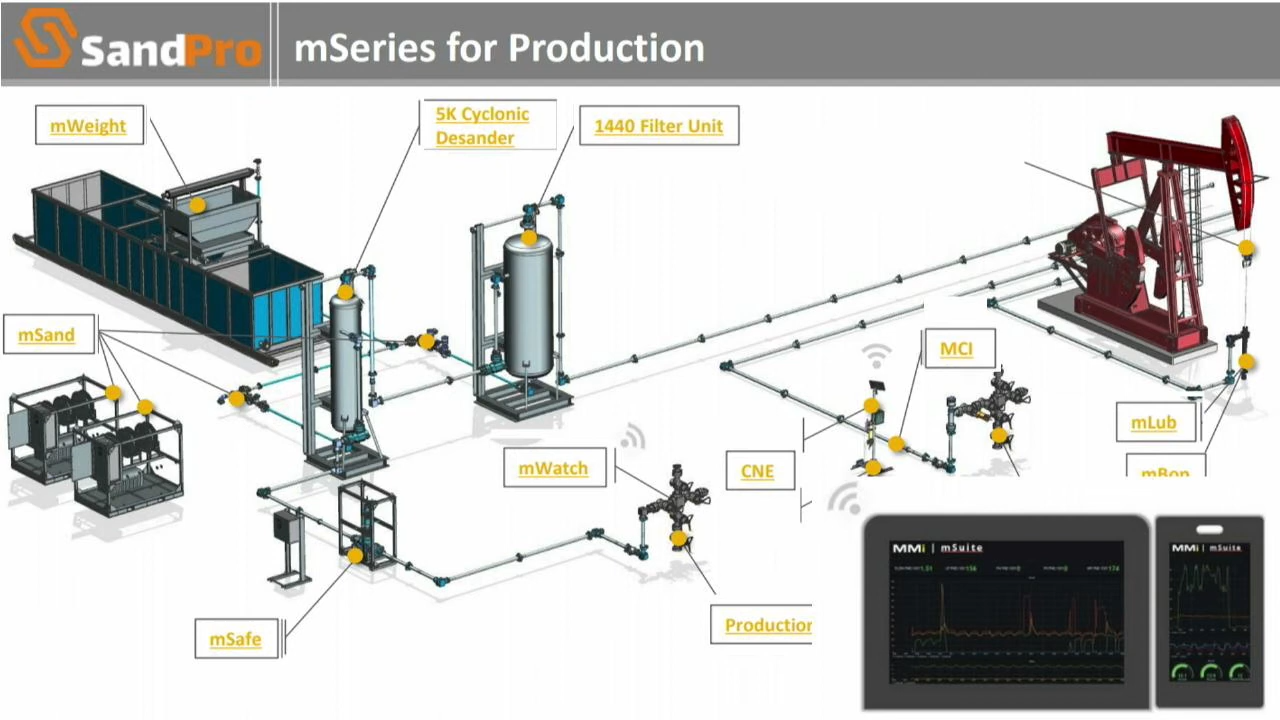 SandPro
mSeries for Production
mWeight
5K Cyclonic
Desander
1440 Filter Unit
mSand
MCI
mLub
mBop
mWatch
CNE
mSafe
Production
MMi | mSuite
MMi | mSuite